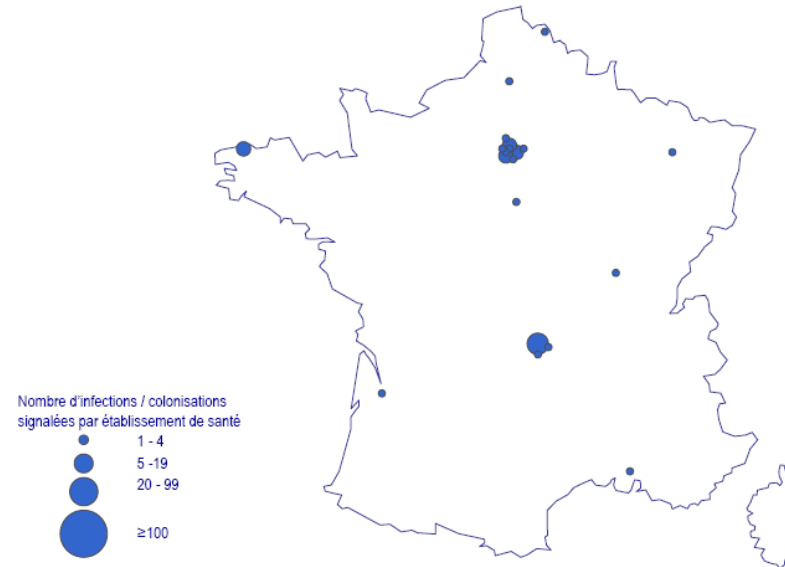 Nombre d'infections / colonisations
signalées par établissement de santé
1 - 4
5 -19
20 - 99
≥100